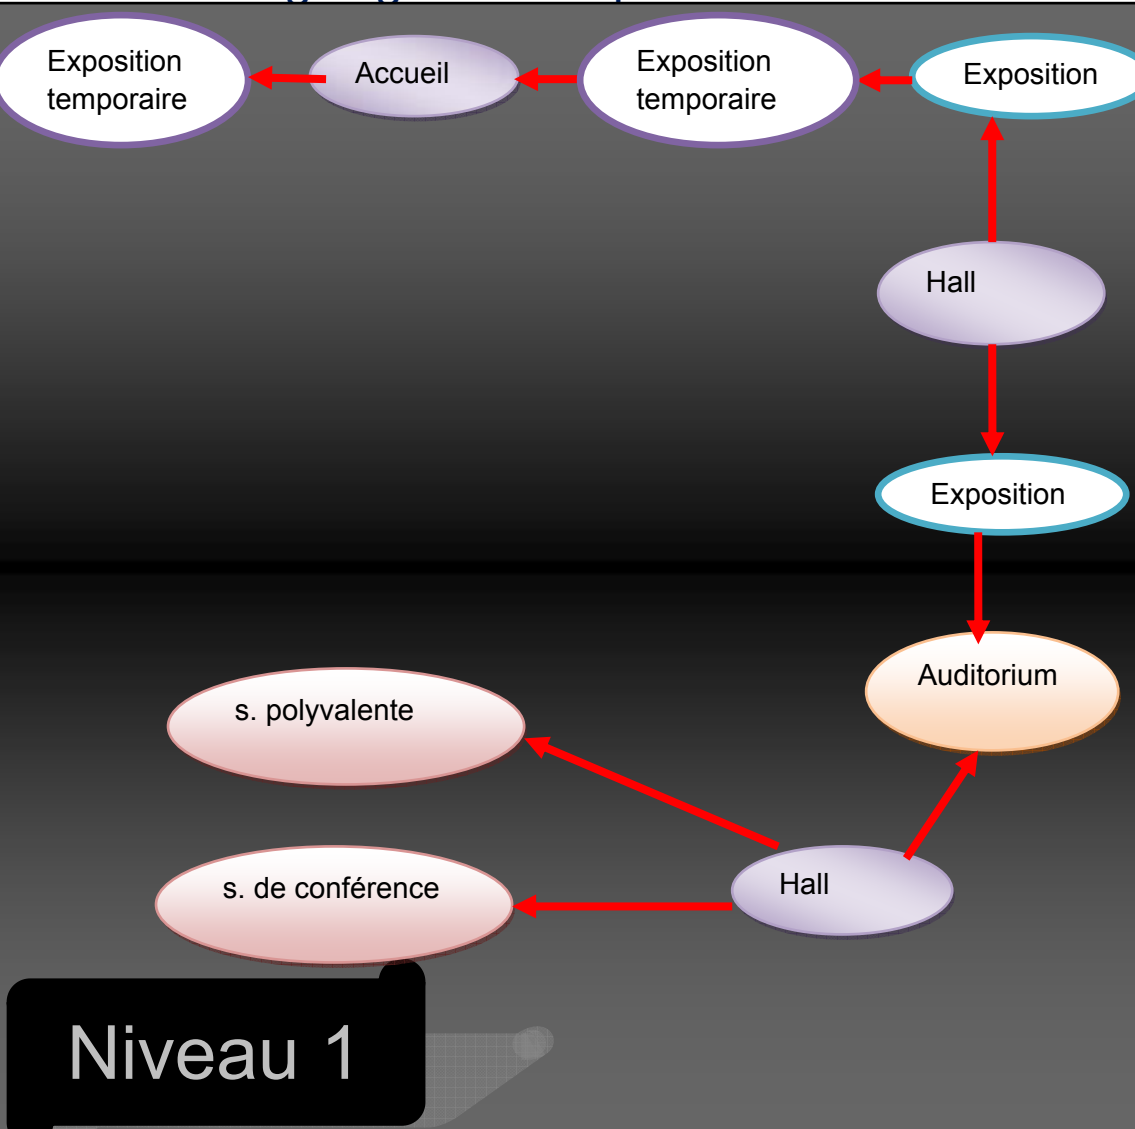 Exposition
temporaire
Accueil
Exposition
temporaire
Exposition
Hall
Exposition
Auditorium
s. polyvalente
Hall
s. de conférence
Niveau 1